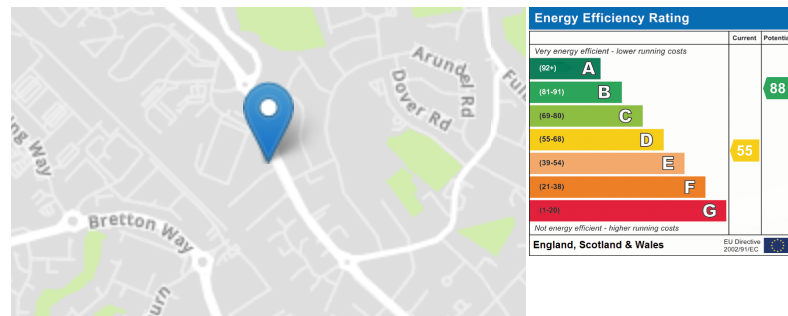 Arundel Rd
Dover Rd
Way
Bretton Way
Energy Efficiency Rating
Current
Very energy efficient - lower running costs
(92+) A
(81-91) B
88
(69-80) C
(55-68) D
55
(39-54) E
(21-38) F
(1-20) G
Not energy efficient - higher running costs
England, Scotland & Wales
EU Directive
2002/91/EC